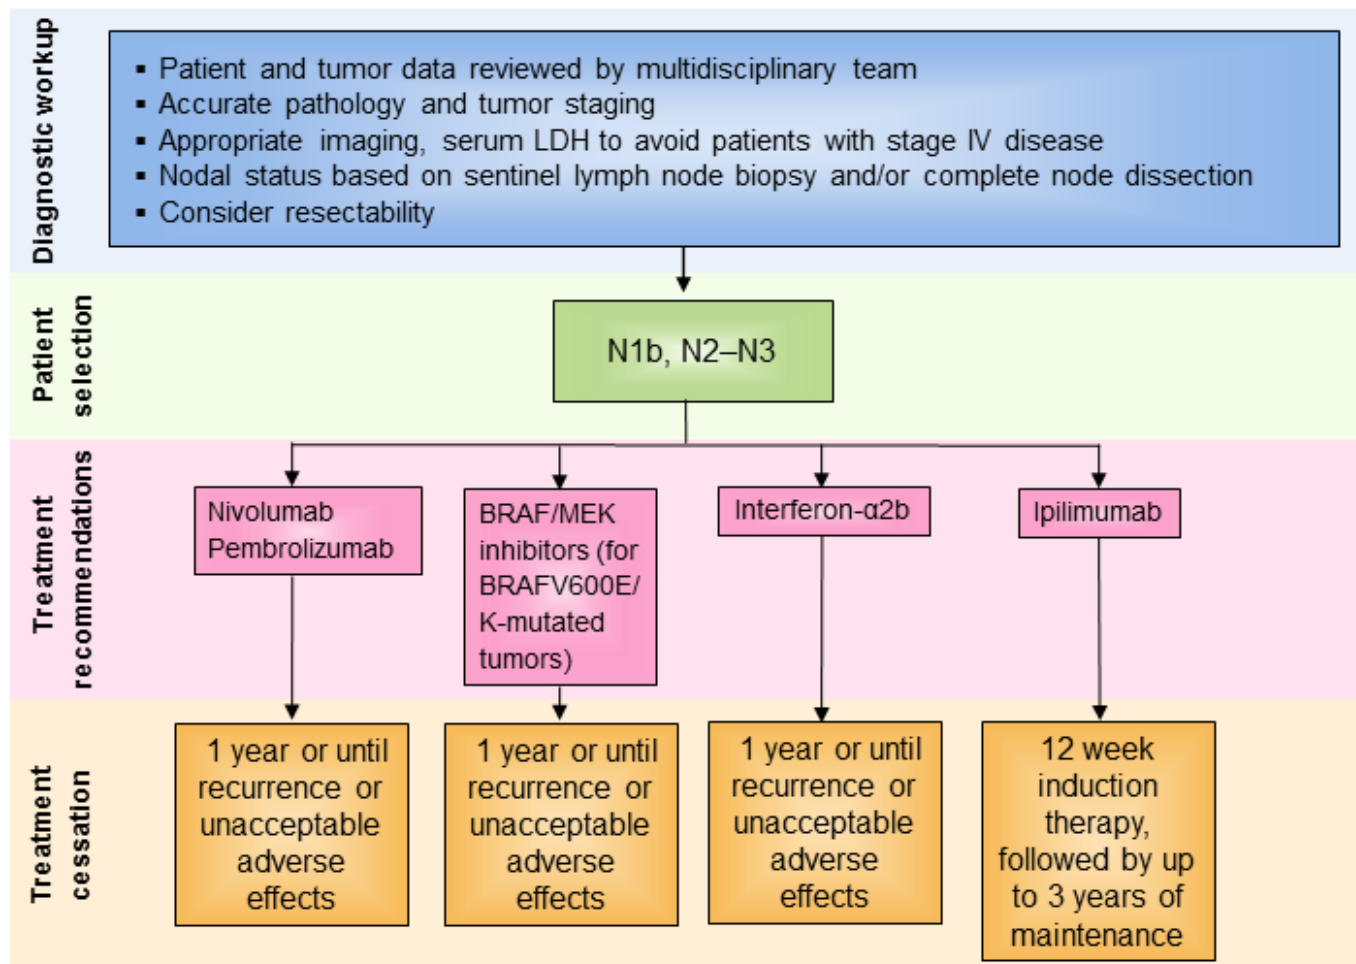 Diagnostic workup
▪ Patient and tumor data reviewed by multidisciplinary team
▪ Accurate pathology and tumor staging
▪ Appropriate imaging, serum LDH to avoid patients with stage IV disease
▪ Nodal status based on sentinel lymph node biopsy and/or complete node dissection
▪ Consider resectability
Patient
selection
N1b, N2–N3
Treatment
recommendations
Nivolumab
Pembrolizumab
BRAF/MEK
inhibitors (for
BRAFV600E/
K-mutated
tumors)
Interferon-α2b
Ipilimumab
Treatment
cessation
1 year or until
recurrence or
unacceptable
adverse
effects
1 year or until
recurrence or
unacceptable
adverse
effects
1 year or until
recurrence or
unacceptable
adverse
effects
12 week
induction
therapy,
followed by up
to 3 years of
maintenance